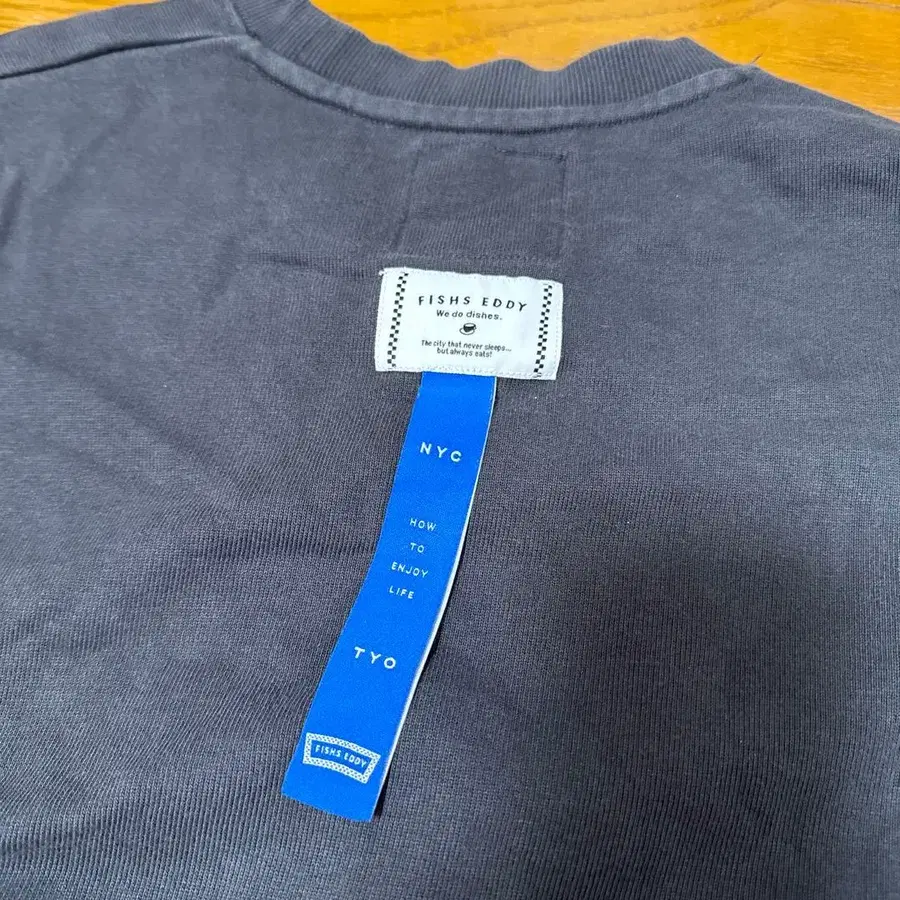 FISHS EDDY
We do dishes.
The city that never sleeps...
but always eats!
NYC
HOW
TO
ENJOY
LIFE
TYO
FISHS EDDY